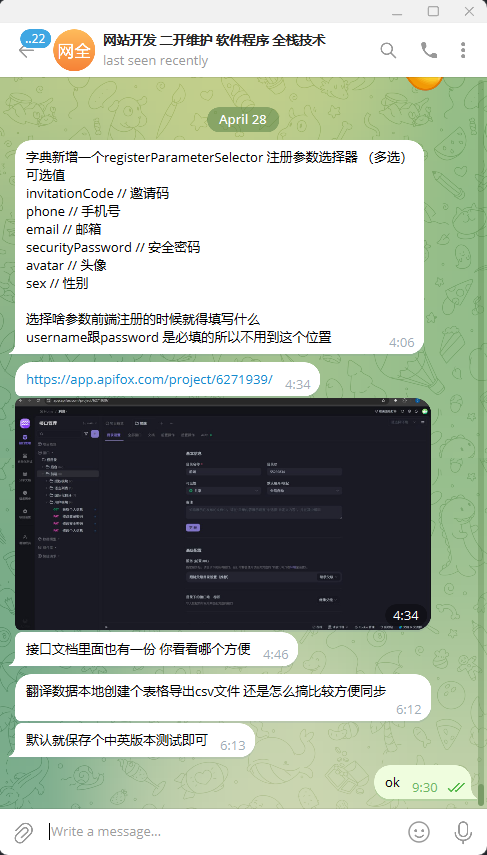 ..22
网全
网站开发 二开维护 软件程序 全栈技术
last seen recently
April 28
字典新增一个registerParameterSelector 注册参数选择器 （多选）
可选值
invitationCode // 邀请码
phone // 手机号
email // 邮箱
securityPassword // 安全密码
avatar // 头像
sex // 性别
选择啥参数前端注册的时候就得填写什么
username跟password 是必填的所以不用到这个位置
4:06
https://app.apifox.com/project/6271939/
4:34
接口管理
4:34
接口文档里面也有一份 你看看哪个方便
4:46
翻译数据本地创建个表格导出csv文件 还是怎么搞比较方便同步
6:12
默认就保存个中英版本测试即可
6:13
ok
9:30
Write a message...